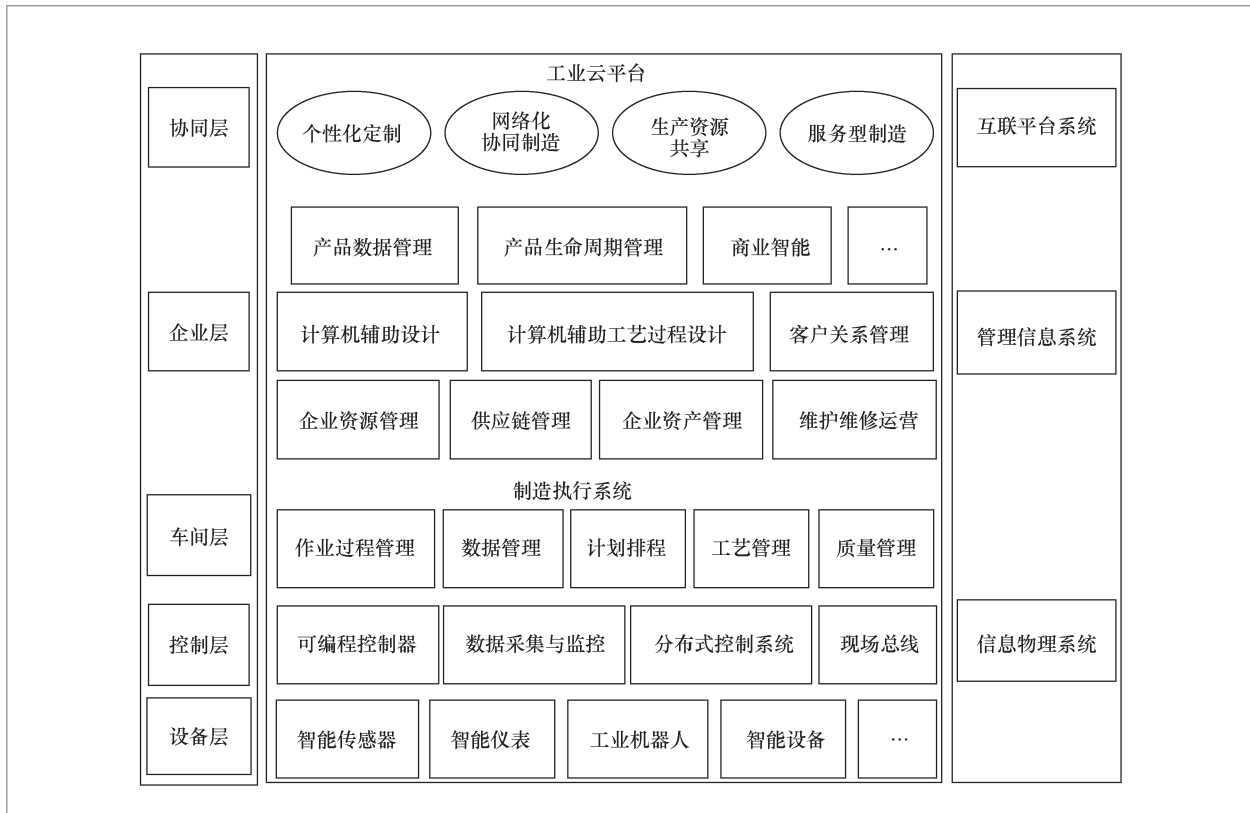 工业云平台
协同层
个性化定制
网络化
协同制造
生产资源
共享
服务型制造
互联平台系统
产品数据管理
产品生命周期管理
商业智能
…
企业层
计算机辅助设计
计算机辅助工艺过程设计
客户关系管理
管理信息系统
企业资源管理
供应链管理
企业资产管理
维护维修运营
制造执行系统
车间层
作业过程管理
数据管理
计划排程
工艺管理
质量管理
控制层
可编程控制器
数据采集与监控
分布式控制系统
现场总线
信息物理系统
设备层
智能传感器
智能仪表
工业机器人
智能设备
…